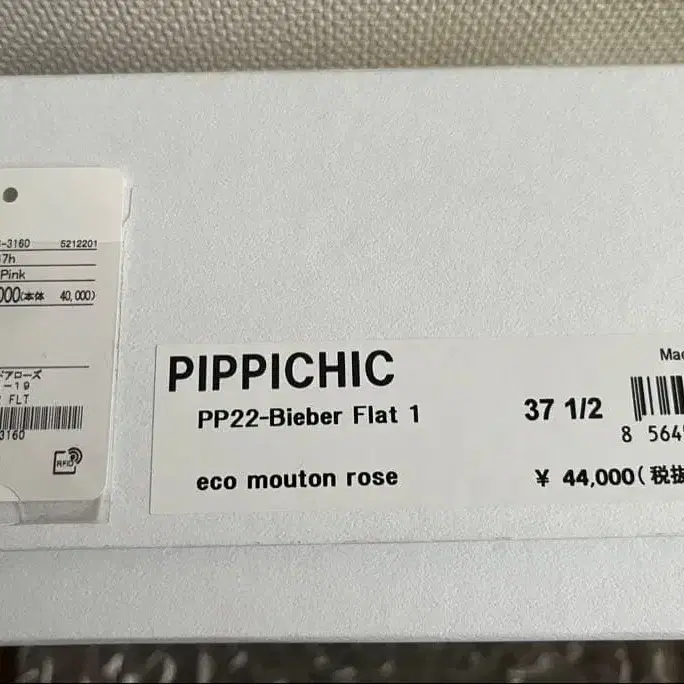 -3160 5212201
7h
Pink
000(本体 40,000)
ドアローズ
-19
FLT
3160
RFID
PIPPICHIC
PP22-Bieber Flat 1
eco mouton rose
Mad
37 1/2
8 564
¥ 44,000(税抜